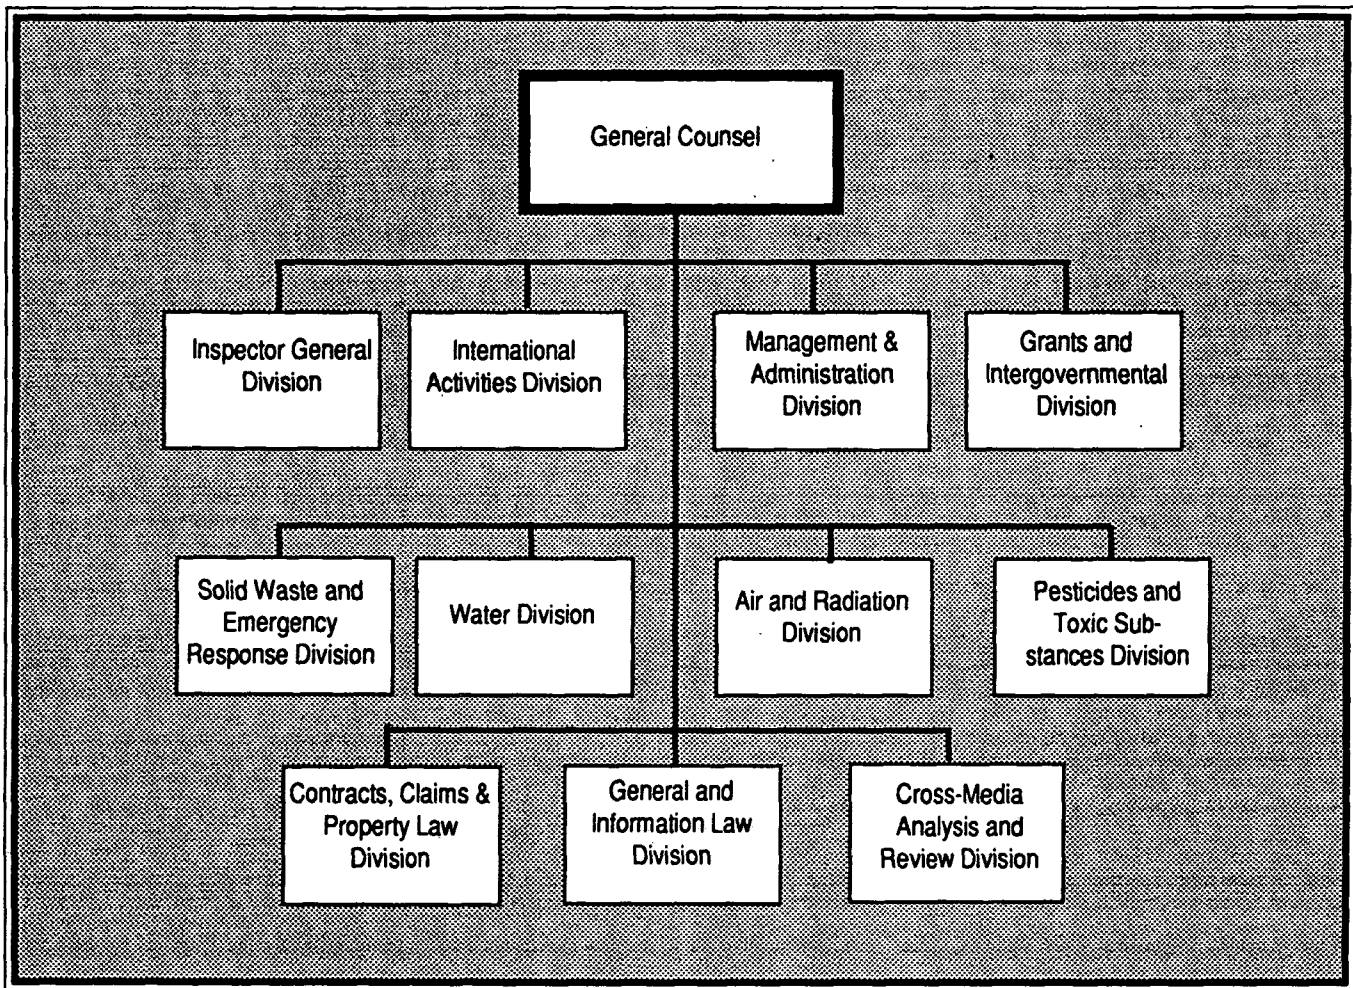 General Counsel
Inspector General
Division
International
Activities Division
Management &
Administration
Division
Grants and
Intergovernmental
Division
Solid Waste and
Emergency
Response Division
Water Division
Air and Radiation
Division
Pesticides and
Toxic Sub-
stances Division
Contracts, Claims &
Property Law
Division
General and
Information Law
Division
Cross-Media
Analysis and
Review Division